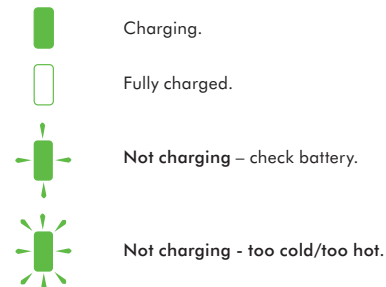 Charging.
Fully charged.
Not charging – check battery.
Not charging - too cold/too hot.